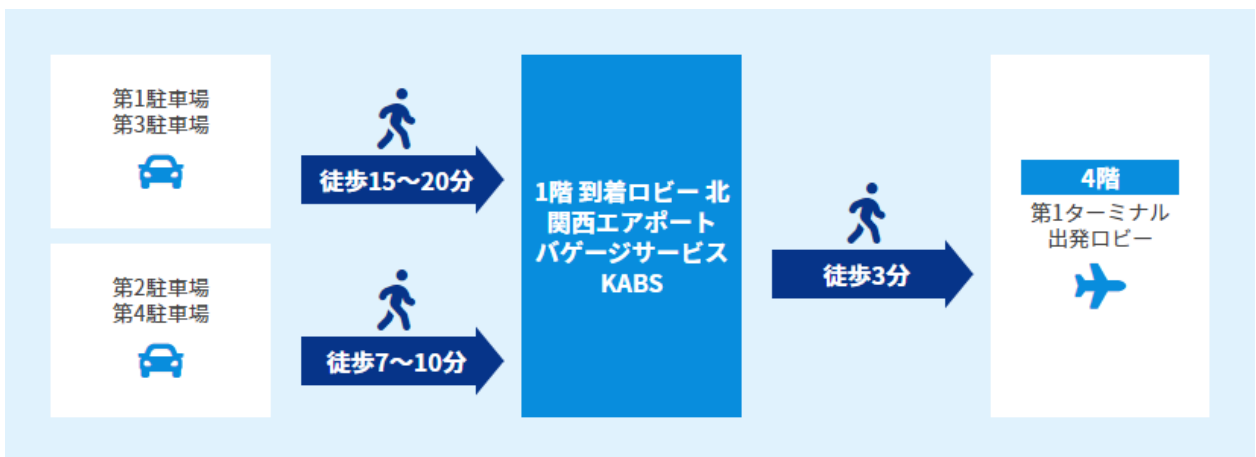 第1駐車場
第3駐車場
徒歩15～20分
第2駐車場
第4駐車場
徒歩7～10分
1階 到着ロビー 北
関西エアポート
バゲージサービス
KABS
徒歩3分
4階
第1ターミナル
出発ロビー